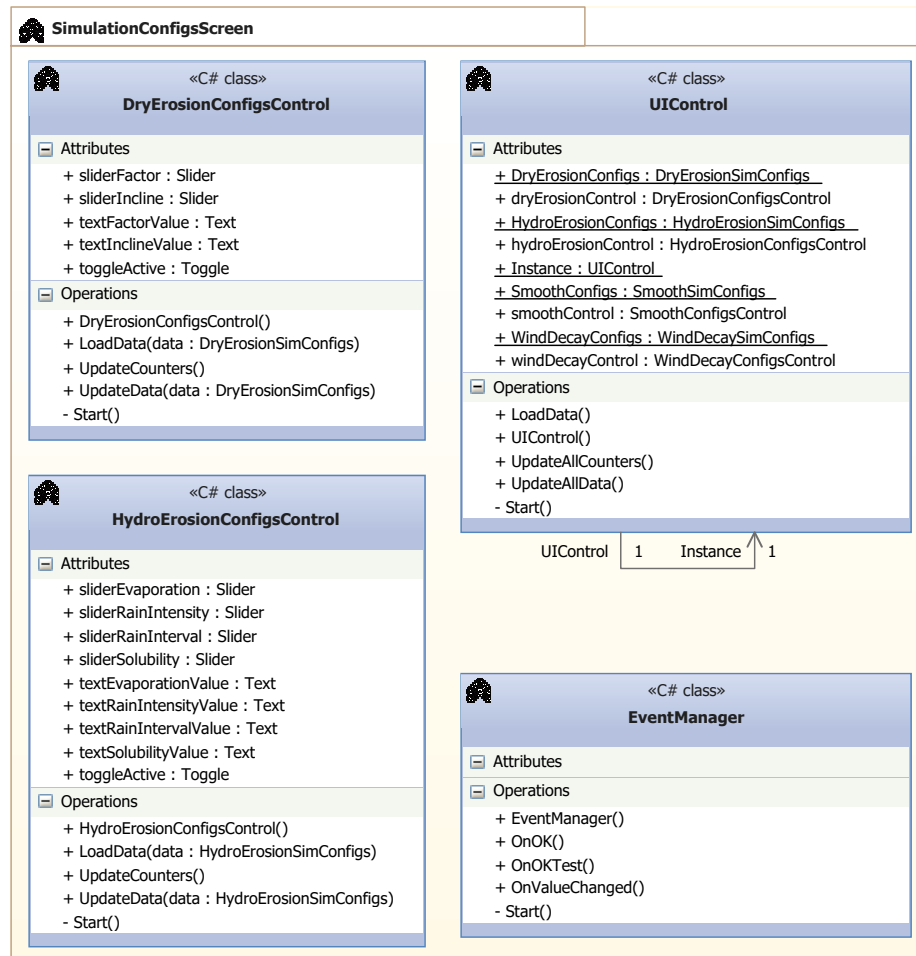 SimulationConfigsScreen
«C# class»
DryErosionConfigsControl
Attributes
+ sliderFactor : Slider
+ sliderIncline : Slider
+ textFactorValue : Text
+ textInclineValue : Text
+ toggleActive : Toggle
Operations
+ DryErosionConfigsControl()
+ LoadData(data : DryErosionSimConfigs)
+ UpdateCounters()
+ UpdateData(data : DryErosionSimConfigs)
- Start()
«C# class»
HydroErosionConfigsControl
Attributes
+ sliderEvaporation : Slider
+ sliderRainIntensity : Slider
+ sliderRainInterval : Slider
+ sliderSolubility : Slider
+ textEvaporationValue : Text
+ textRainIntensityValue : Text
+ textRainIntervalValue : Text
+ textSolubilityValue : Text
+ toggleActive : Toggle
Operations
+ HydroErosionConfigsControl()
+ LoadData(data : HydroErosionSimConfigs)
+ UpdateCounters()
+ UpdateData(data : HydroErosionSimConfigs)
- Start()
«C# class»
UIControl
Attributes
+ DryErosionConfigs : DryErosionSimConfigs
+ dryErosionControl : DryErosionConfigsControl
+ HydroErosionConfigs : HydroErosionSimConfigs
+ hydroErosionControl : HydroErosionConfigsControl
+ Instance : UIControl
+ SmoothConfigs : SmoothSimConfigs
+ smoothControl : SmoothConfigsControl
+ WindDecayConfigs : WindDecaySimConfigs
+ windDecayControl : WindDecayConfigsControl
Operations
+ LoadData()
+ UIControl()
+ UpdateAllCounters()
+ UpdateAllData()
- Start()
UIControl 1 Instance 1
«C# class»
EventManager
Attributes
Operations
+ EventManager()
+ OnOK()
+ OnOKTest()
+ OnValueChanged()
- Start()